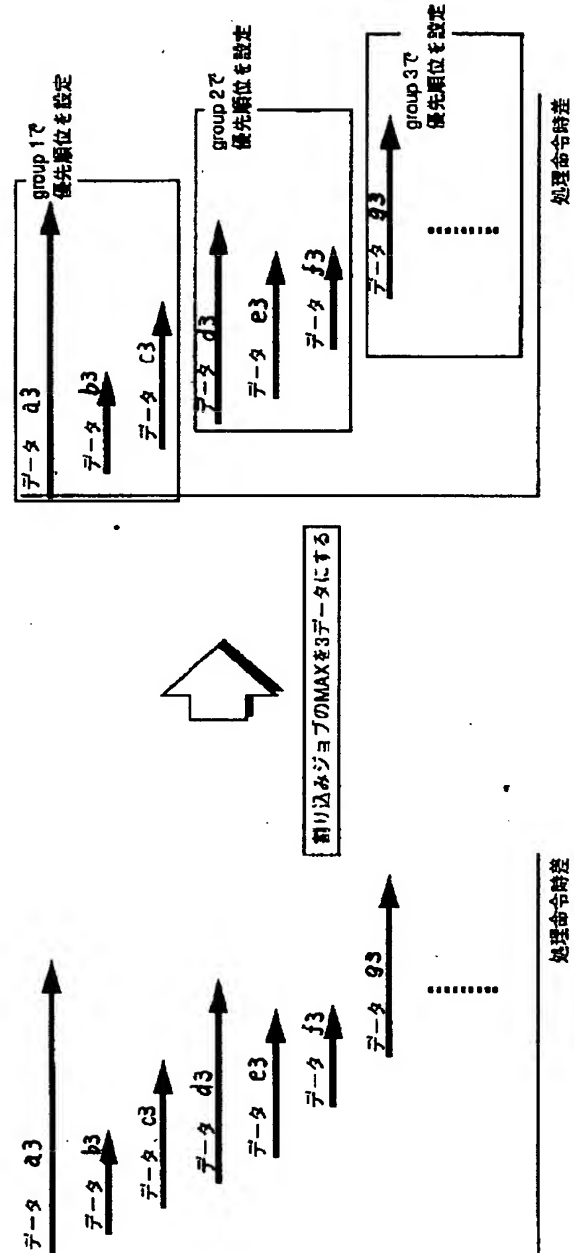 データ a3
データ b3
データ c3
データ d3
データ e3
データ f3
データ g3
処理命令時差
割り込みジョブのMAXを3データにする
group 1で
優先順位を設定
データ a3
データ b3
データ c3
group 2で
優先順位を設定
データ d3
データ e3
データ f3
group 3で
優先順位を設定
データ g3
処理命令時差